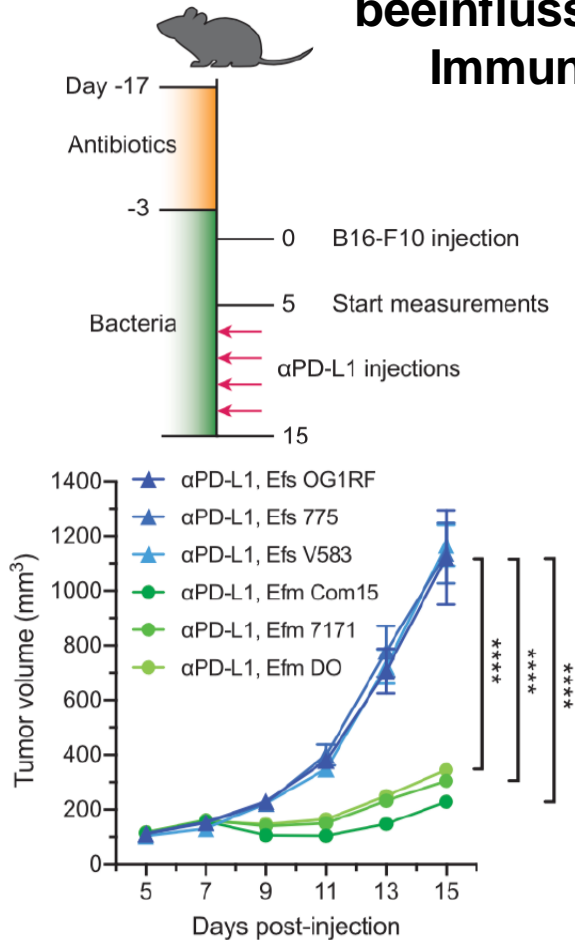 beeinfluss
Immun
Day -17
Antibiotics
-3
0 B16-F10 injection
5 Start measurements
Bacteria
αPD-L1 injections
15
1400
αPD-L1, Efs OG1RF
αPD-L1, Efs 775
1200
αPD-L1, Efs V583
1000
αPD-L1, Efm Com15
αPD-L1, Efm 7171
800
αPD-L1, Efm DO
600
400
200
0
Tumor volume (mm³)
****
****
****
5 7 9 11 13 15
Days post-injection